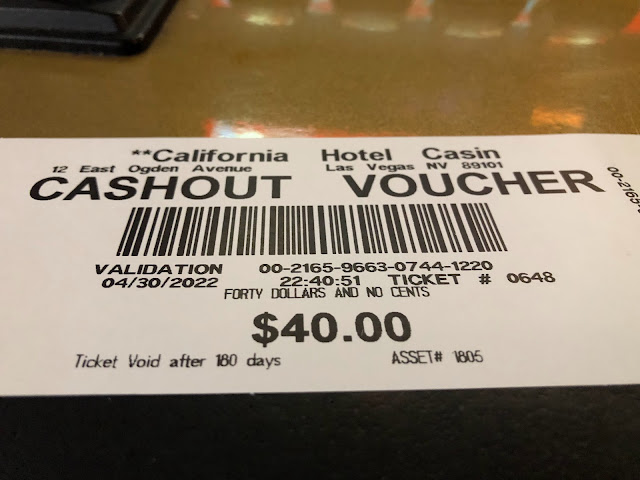 **California Hotel Casin
12 East Ogden Avenue Las Vegas NV 89101
CASHOUT VOUCHER
VALIDATION 00-2165-9663-0744-1220
04/30/2022 22:40:51 TICKET # 0648
FORTY DOLLARS AND NO CENTS
$40.00
Ticket Void after 180 days ASSET# 1805
00-2165-